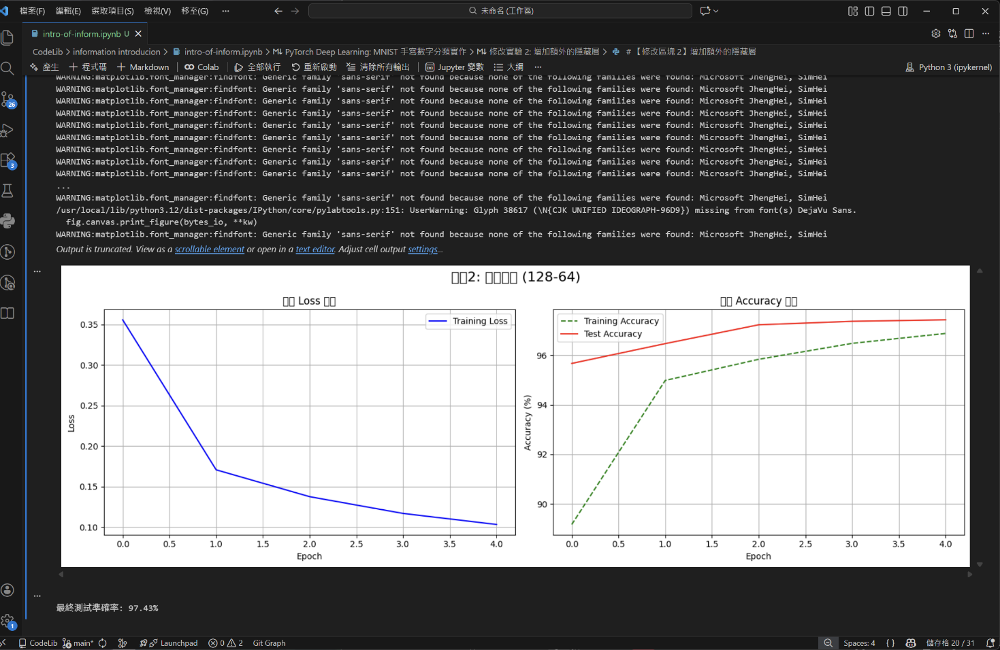 檔案(F) 編輯(E) 選取項目(S) 檢視(V) 移至(G) ··· 未命名 (工作區)
intro-of-inform.ipynb U
CodeLib > information introducion > intro-of-inform.ipynb > M↓ PyTorch Deep Learning: MNIST 手寫數字分類實作 > M↓ 修改實驗 2: 增加額外的隱藏層 > # 【修改區塊 2】增加額外的隱藏層
產生 + 程式碼 + Markdown Colab 全部執行 重新啟動 清除所有輸出 Jupyter 變數 大綱 ··· Python 3 (ipykernel)
WARNING:matplotlib.font_manager:findfont: Generic family 'sans-serif' not found because none of the following families were found: Microsoft JhengHei, SimHei
WARNING:matplotlib.font_manager:findfont: Generic family 'sans-serif' not found because none of the following families were found: Microsoft JhengHei, SimHei
WARNING:matplotlib.font_manager:findfont: Generic family 'sans-serif' not found because none of the following families were found: Microsoft JhengHei, SimHei
WARNING:matplotlib.font_manager:findfont: Generic family 'sans-serif' not found because none of the following families were found: Microsoft JhengHei, SimHei
WARNING:matplotlib.font_manager:findfont: Generic family 'sans-serif' not found because none of the following families were found: Microsoft JhengHei, SimHei
WARNING:matplotlib.font_manager:findfont: Generic family 'sans-serif' not found because none of the following families were found: Microsoft JhengHei, SimHei
WARNING:matplotlib.font_manager:findfont: Generic family 'sans-serif' not found because none of the following families were found: Microsoft JhengHei, SimHei
WARNING:matplotlib.font_manager:findfont: Generic family 'sans-serif' not found because none of the following families were found: Microsoft JhengHei, SimHei
WARNING:matplotlib.font_manager:findfont: Generic family 'sans-serif' not found because none of the following families were found: Microsoft JhengHei, SimHei
...
WARNING:matplotlib.font_manager:findfont: Generic family 'sans-serif' not found because none of the following families were found: Microsoft JhengHei, SimHei
/usr/local/lib/python3.12/dist-packages/IPython/core/pylabtools.py:151: UserWarning: Glyph 38617 (\N{CJK UNIFIED IDEOGRAPH-96D9}) missing from font(s) DejaVu Sans.
fig.canvas.print_figure(bytes_io, **kw)
WARNING:matplotlib.font_manager:findfont: Generic family 'sans-serif' not found because none of the following families were found: Microsoft JhengHei, SimHei
Output is truncated. View as a scrollable element or open in a text editor. Adjust cell output settings...
□□2: □□□□ (128-64)
□□ Loss □□
Training Loss
0.35
0.30
0.25
0.20
0.15
0.10
Loss
0.0 0.5 1.0 1.5 2.0 2.5 3.0 3.5 4.0
Epoch
□□ Accuracy □□
Training Accuracy
Test Accuracy
96
94
92
90
Accuracy (%)
0.0 0.5 1.0 1.5 2.0 2.5 3.0 3.5 4.0
Epoch
最終測試準確率: 97.43%
26
3
1
CodeLib main* Launchpad 0 2 Git Graph Spaces: 4 { } 儲存格 20 / 31